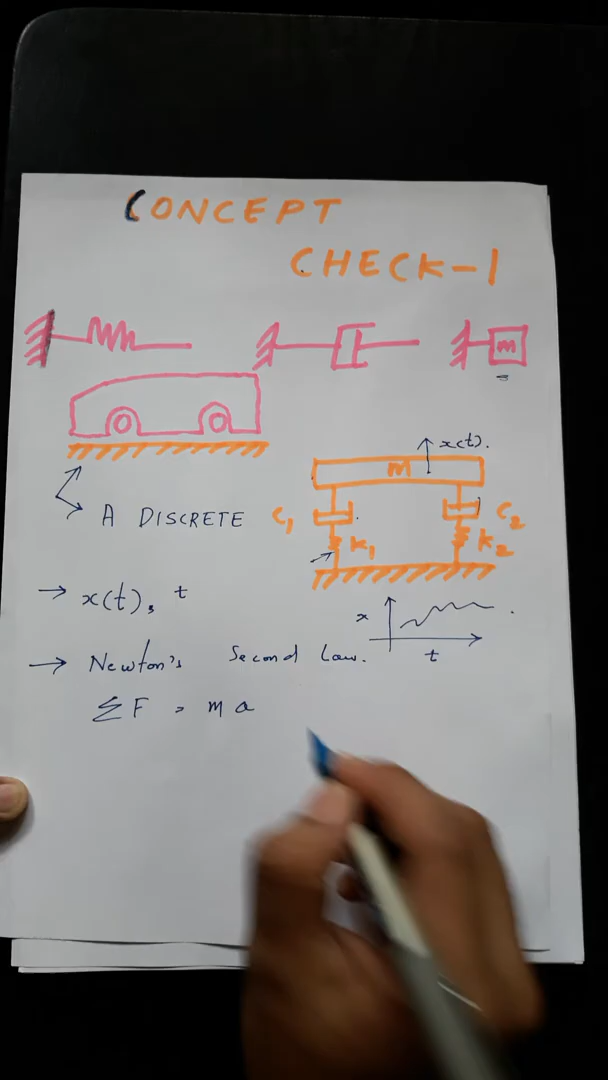 CONCEPT
CHECK-1
m
x(t).
m
A DISCRETE
C₁
C₂
K₁
K₂
x(t), t
x
t
Newton's Second Law.
ΣF = ma